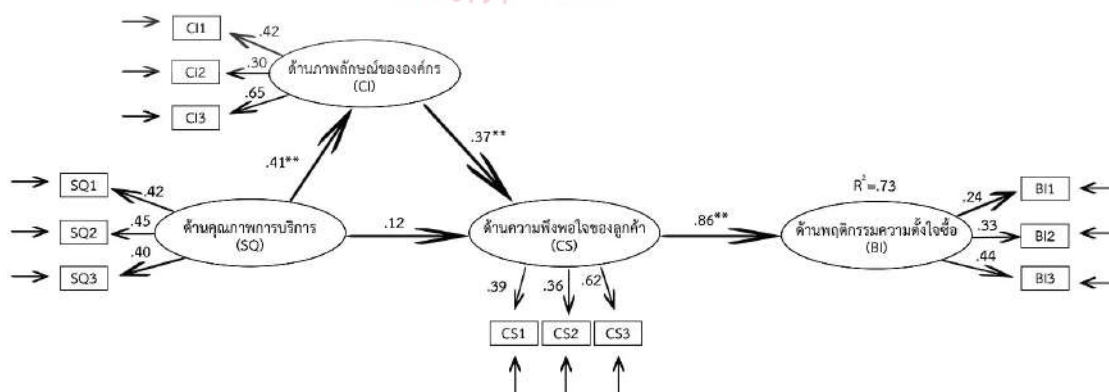 CI1
.42
CI2
.30
CI3
.65
ด้านภาพลักษณ์ขององค์กร
(CI)
.41**
.37**
SQ1
.42
SQ2
.45
SQ3
.40
ด้านคุณภาพการบริการ
(SQ)
.12
ด้านความพึงพอใจของลูกค้า
(CS)
.86**
R²=.73
ด้านพฤติกรรมความตั้งใจซื้อ
(BI)
.24
BI1
.33
BI2
.44
BI3
.39
.36
.62
CS1
CS2
CS3